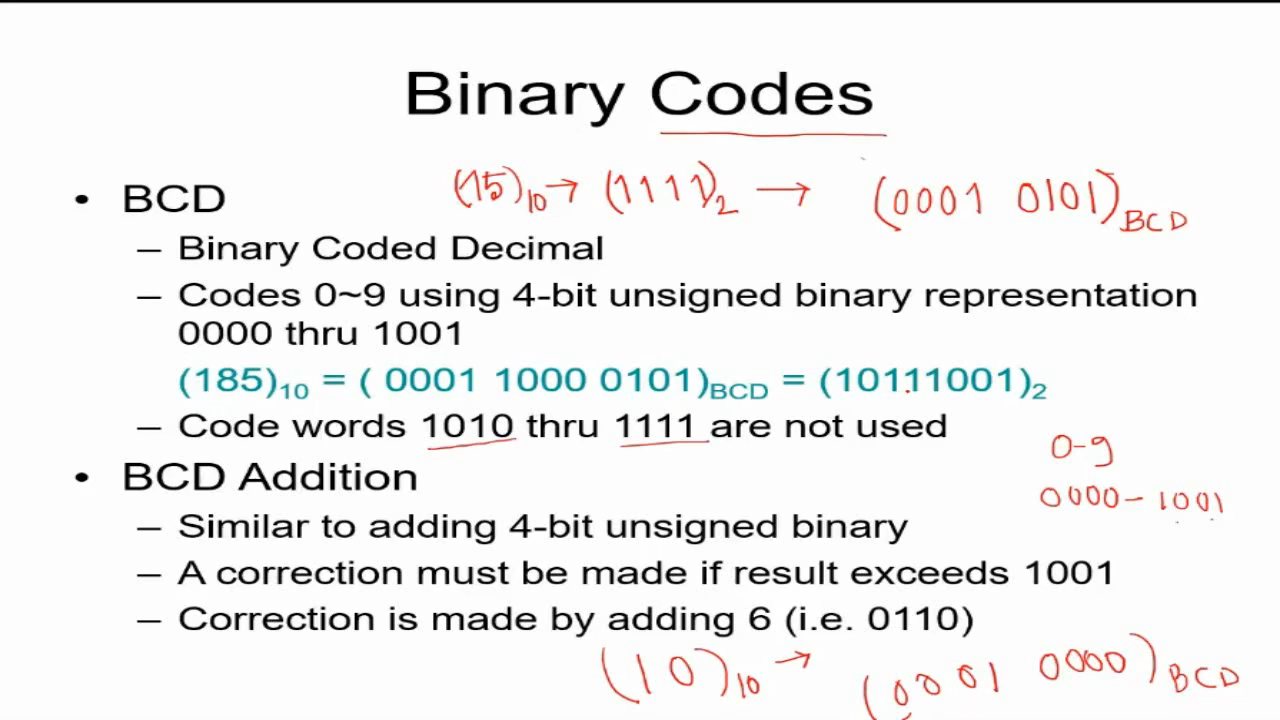 Binary Codes
• BCD
(15)10 → (1111)2 → (0001 0101)BCD
– Binary Coded Decimal
– Codes 0~9 using 4-bit unsigned binary representation
0000 thru 1001
(185)10 = ( 0001 1000 0101)BCD = (10111001)2
– Code words 1010 thru 1111 are not used
0-9
• BCD Addition
0000 - 1001
– Similar to adding 4-bit unsigned binary
– A correction must be made if result exceeds 1001
– Correction is made by adding 6 (i.e. 0110)
(10)10 → (0001 0000)BCD